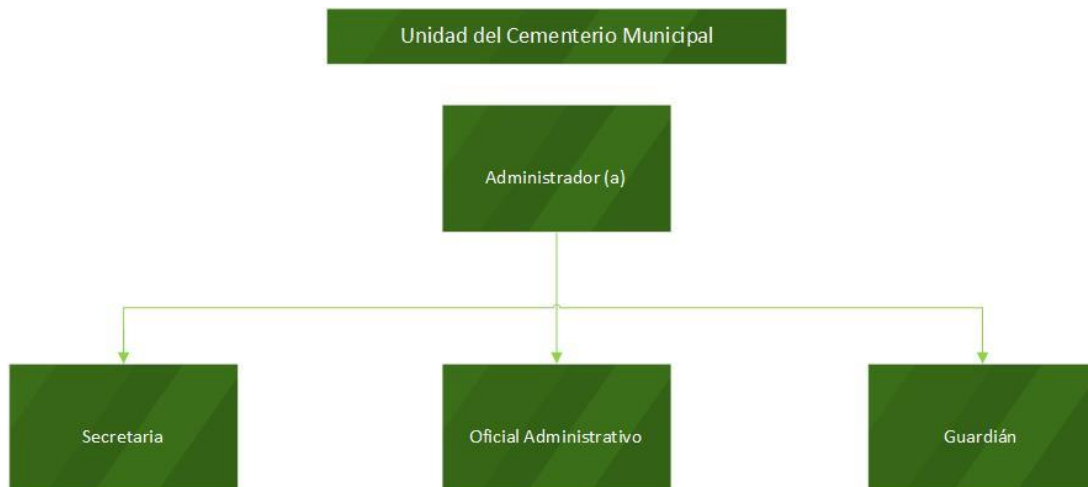 Unidad del Cementerio Municipal
Administrador (a)
Secretaria
Oficial Administrativo
Guardián